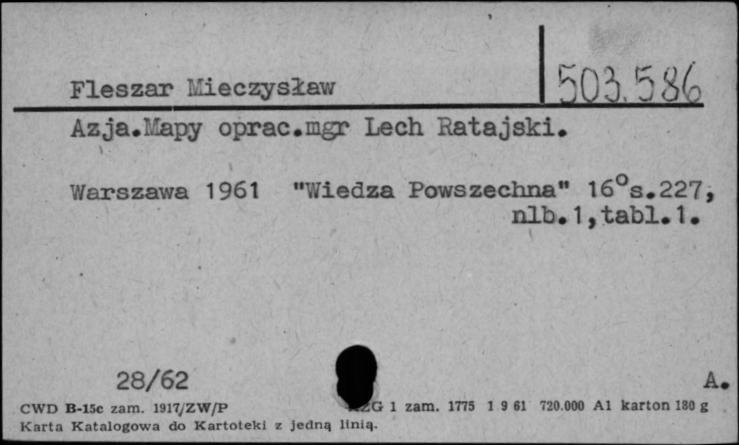 Fleszar Mieczysław
503.586
Azja.Mapy oprac.mgr Lech Ratajski.
Warszawa 1961 "Wiedza Powszechna" 16°s.227,
nlb.1,tabl.1.
28/62
A.
CWD B-15c zam. 1917/ZW/P
1 zam. 1775 1 9 61 720.000 A1 karton 180 g
Karta Katalogowa do Kartoteki z jedną linią.